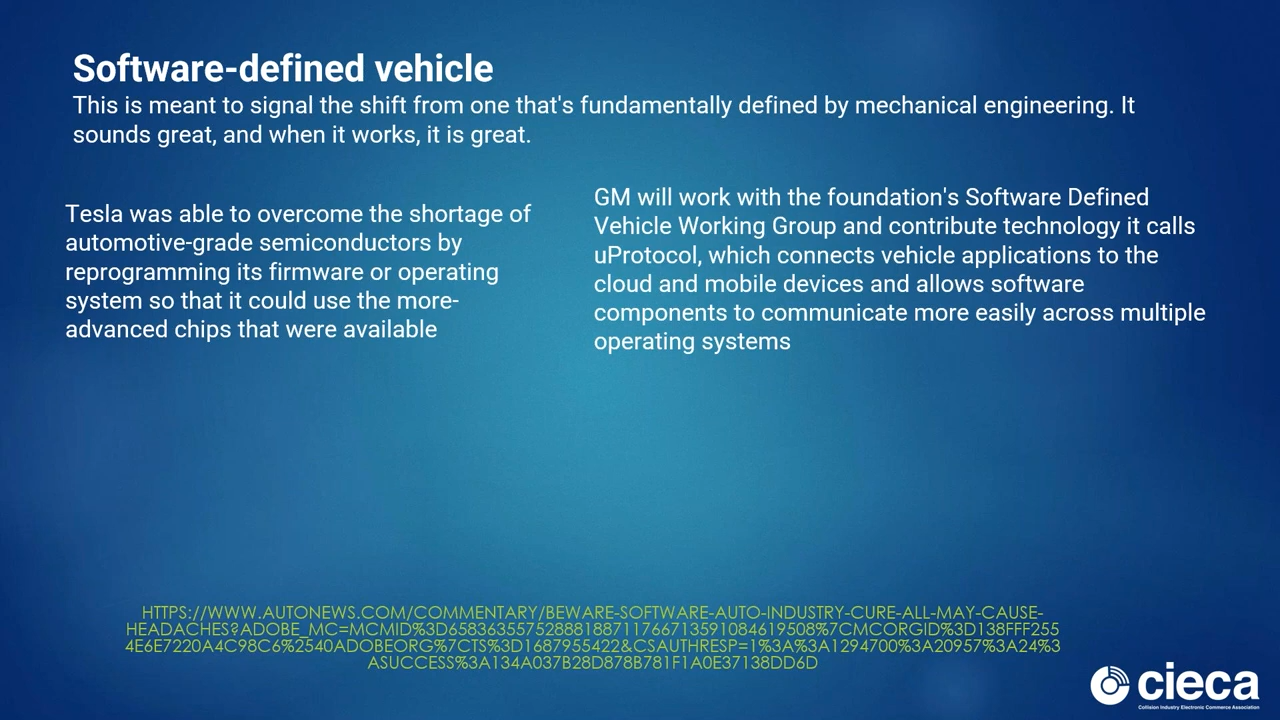 Software-defined vehicle
This is meant to signal the shift from one that's fundamentally defined by mechanical engineering. It
sounds great, and when it works, it is great.
Tesla was able to overcome the shortage of
automotive-grade semiconductors by
reprogramming its firmware or operating
system so that it could use the more-
advanced chips that were available
GM will work with the foundation's Software Defined
Vehicle Working Group and contribute technology it calls
uProtocol, which connects vehicle applications to the
cloud and mobile devices and allows software
components to communicate more easily across multiple
operating systems
HTTPS://WWW.AUTONEWS.COM/COMMENTARY/BEWARE-SOFTWARE-AUTO-INDUSTRY-CURE-ALL-MAY-CAUSE-
HEADACHES?ADOBE_MC=MCMID%3D65836355752888188711766713591084619508%7CMCORGID%3D138FFF255
4E6E7220A4C98C6%2540ADOBEORG%7CTS%3D1687955422&CSAUTHRESP=1%3A%3A1294700%3A20957%3A24%3
ASUCCESS%3A134A037B28D878B781F1A0E37138DD6D
cieca
Collision Industry Electronic Commerce Association